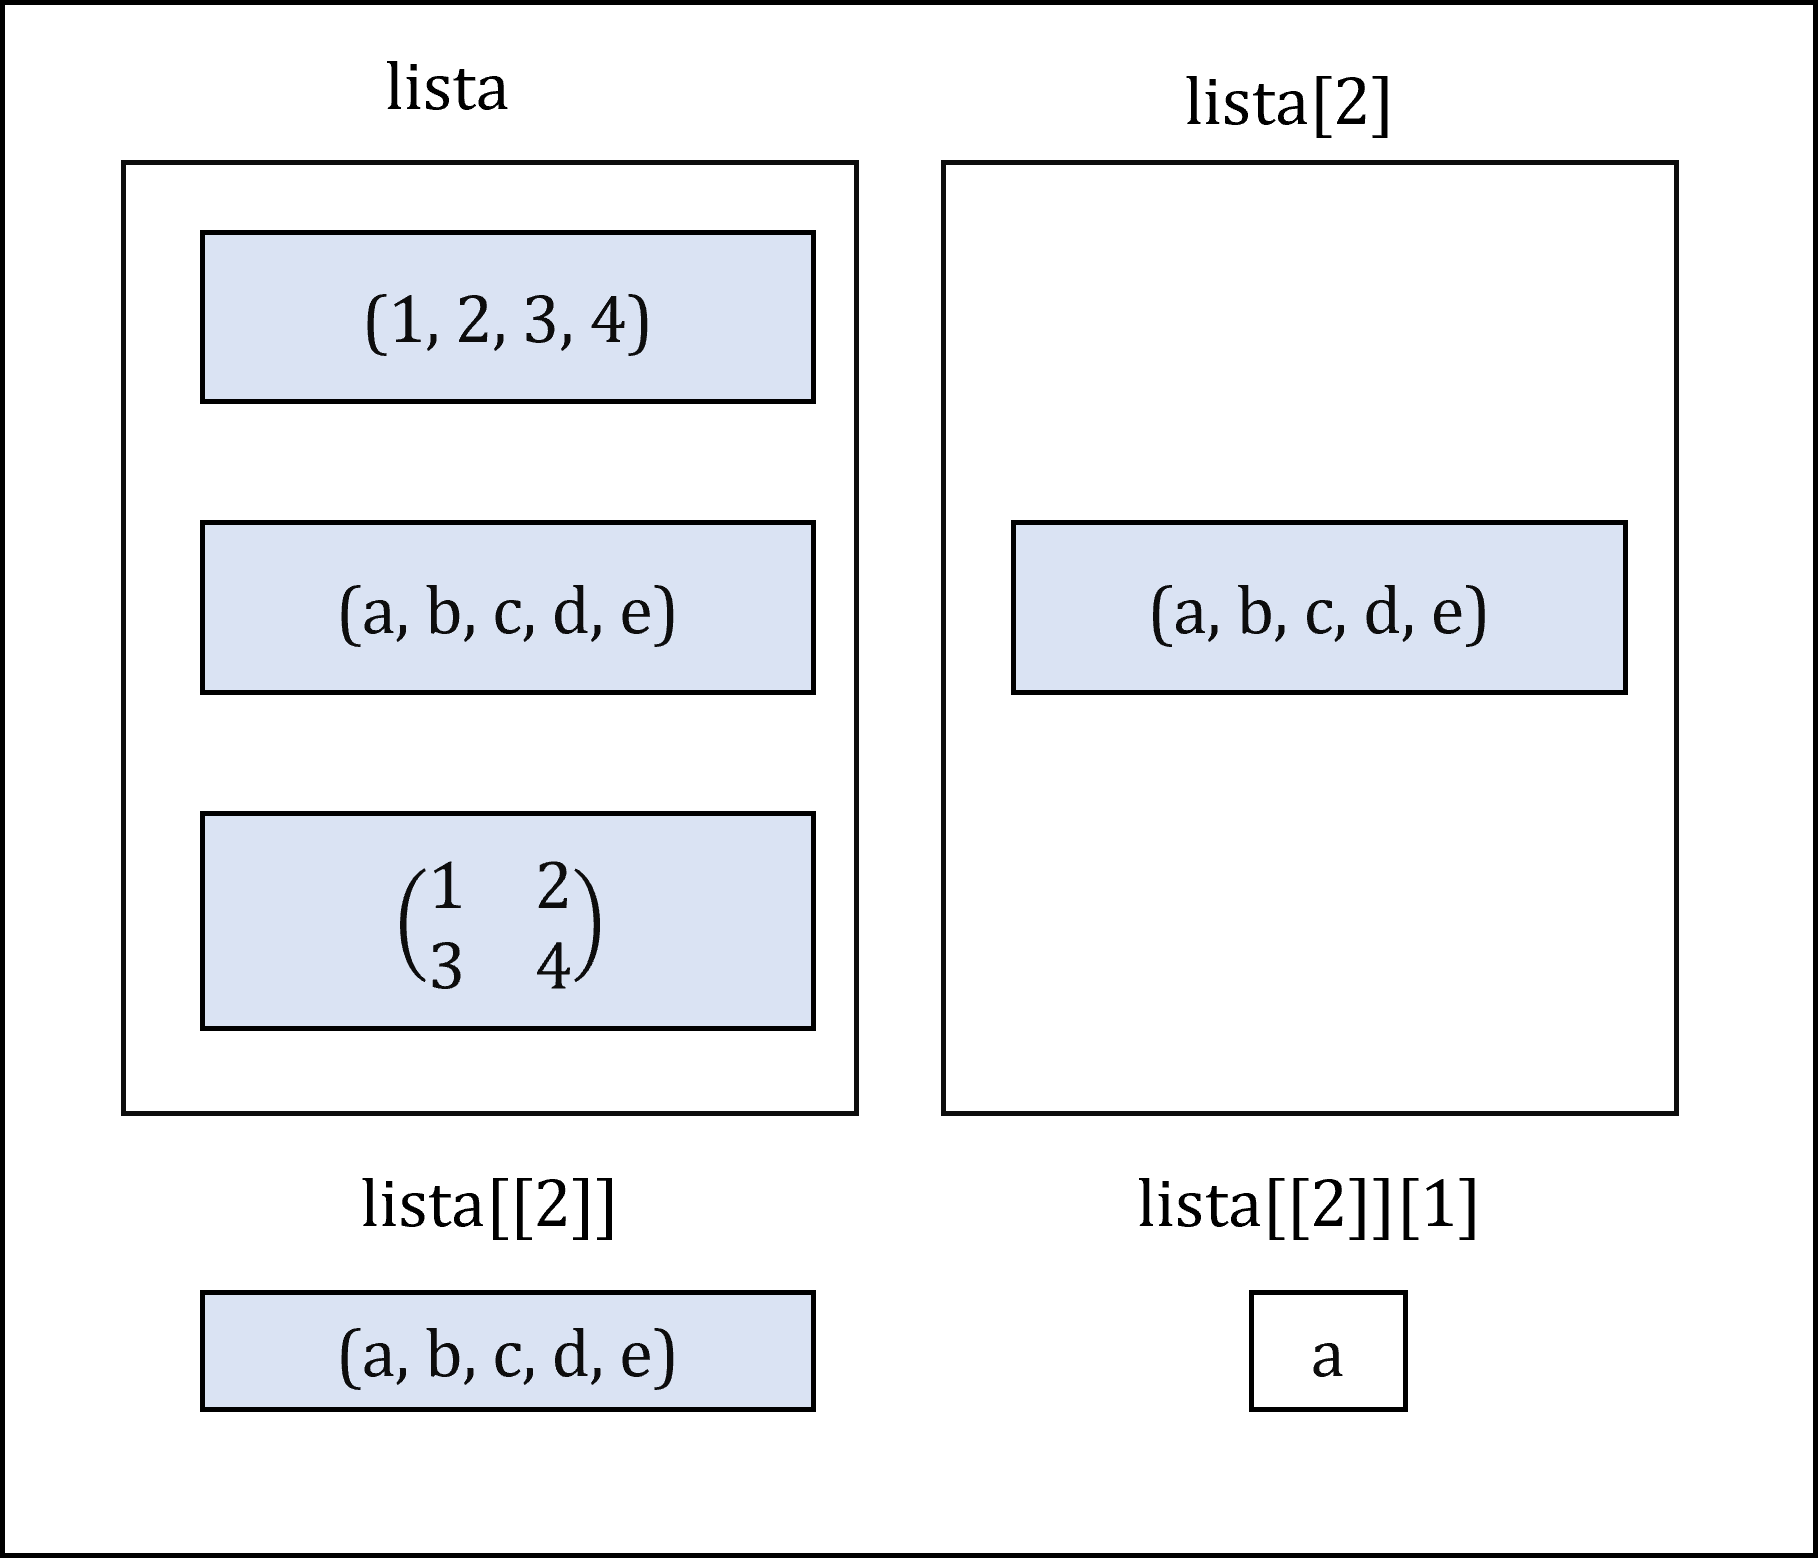 lista
(1, 2, 3, 4)
(a, b, c, d, e)
(1 2
3 4)
lista[2]
(a, b, c, d, e)
lista[[2]]
(a, b, c, d, e)
lista[[2]][1]
a